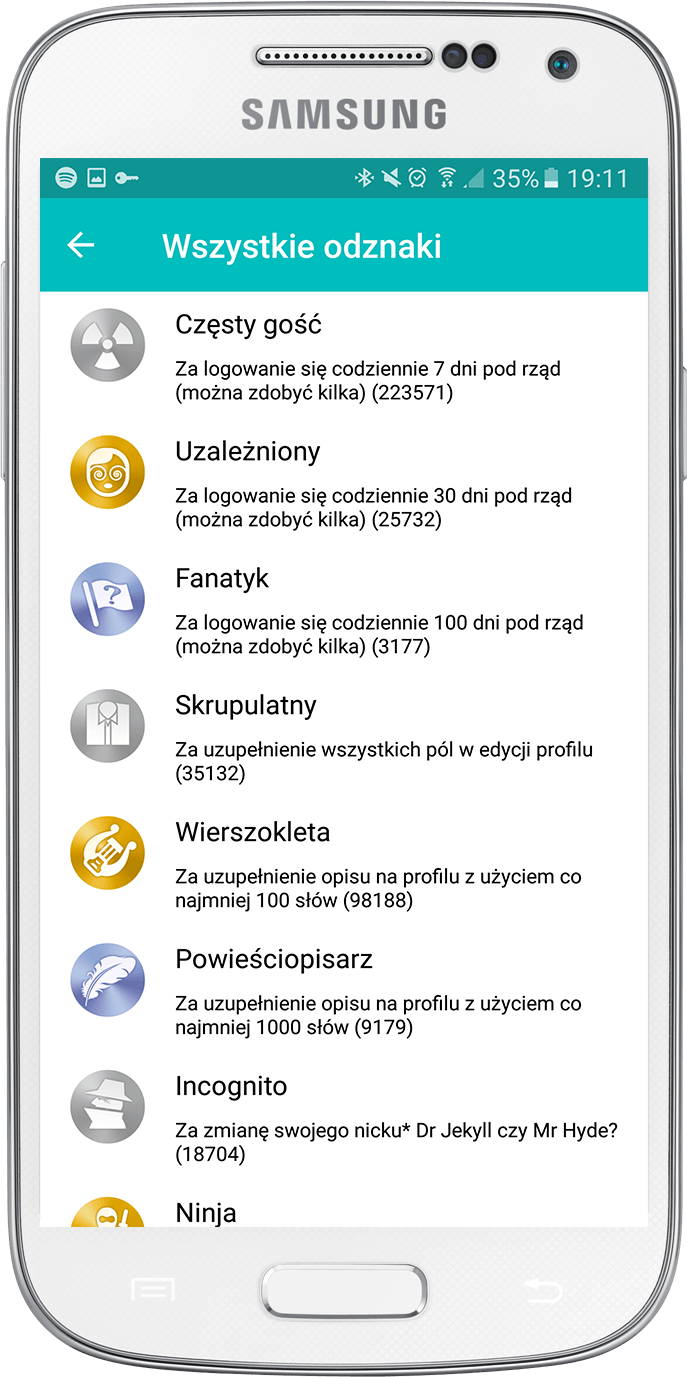 SAMSUNG
35% 19:11
Wszystkie odznaki
Częsty gość
Za logowanie się codziennie 7 dni pod rząd
(można zdobyć kilka) (223571)
Uzależniony
Za logowanie się codziennie 30 dni pod rząd
(można zdobyć kilka) (25732)
Fanatyk
Za logowanie się codziennie 100 dni pod rząd
(można zdobyć kilka) (3177)
Skrupulatny
Za uzupełnienie wszystkich pól w edycji profilu
(35132)
Wierszokleta
Za uzupełnienie opisu na profilu z użyciem co
najmniej 100 słów (98188)
Powieściopisarz
Za uzupełnienie opisu na profilu z użyciem co
najmniej 1000 słów (9179)
Incognito
Za zmianę swojego nicku* Dr Jekyll czy Mr Hyde?
(18704)
Ninja